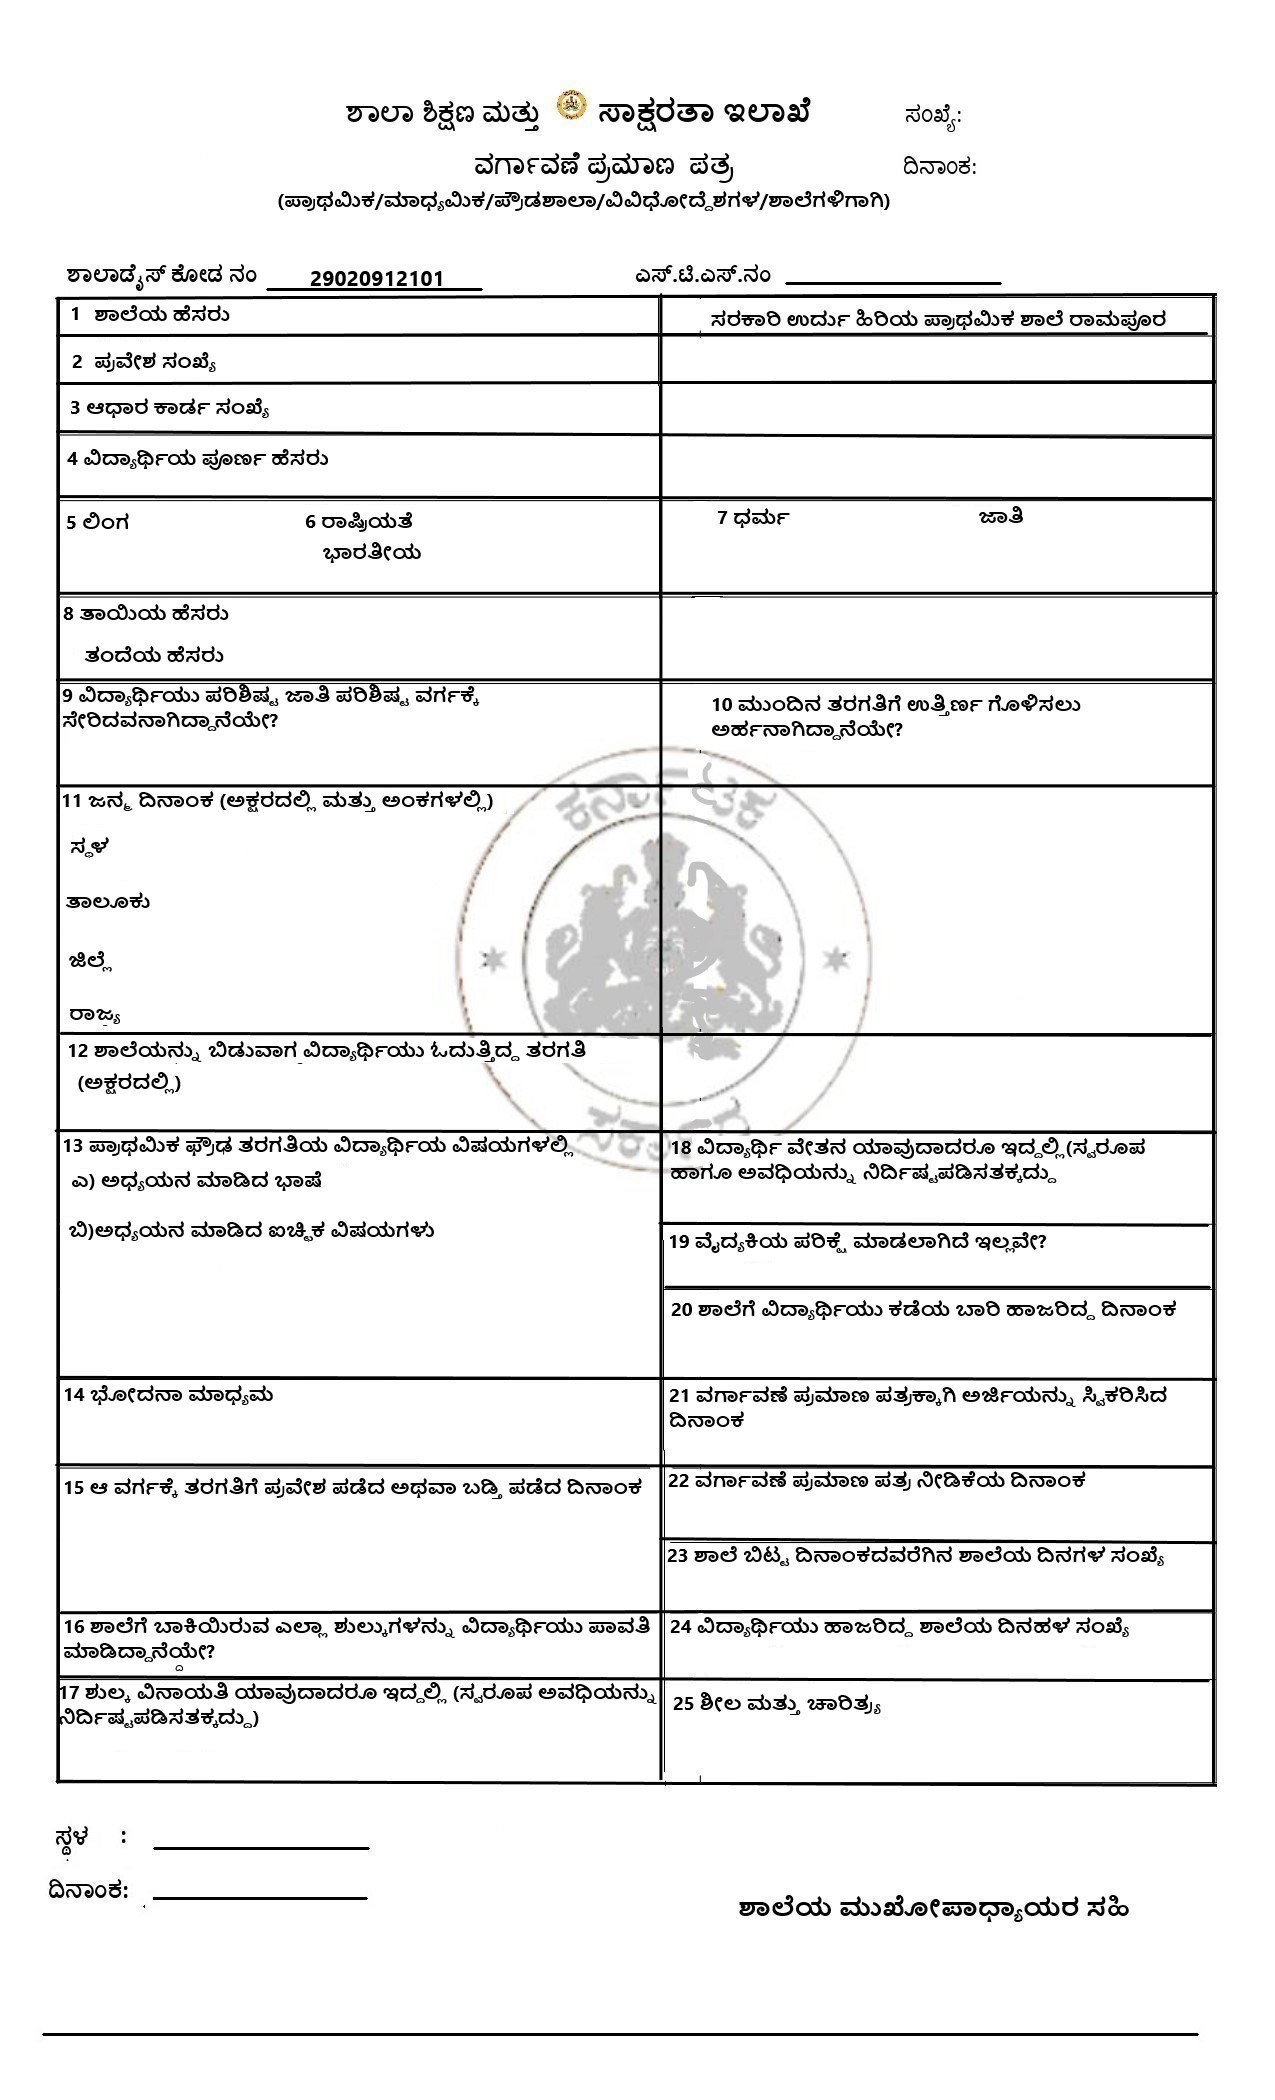 ಶಾಲಾ ಶಿಕ್ಷಣ ಮತ್ತು ಸಾಕ್ಷರತಾ ಇಲಾಖೆ ಸಂಖ್ಯೆ:
ವರ್ಗಾವಣೆ ಪ್ರಮಾಣ ಪತ್ರ ದಿನಾಂಕ:
(ಪ್ರಾಥಮಿಕ/ಮಾಧ್ಯಮಿಕ/ಪ್ರೌಡಶಾಲಾ/ವಿವಿಧೋದ್ದೆಶಗಳ/ಶಾಲೆಗಳಿಗಾಗಿ)
ಶಾಲಾಡೈಸ್ ಕೋಡ ನಂ 29020912101 ಎಸ್.ಟಿ.ಎಸ್.ನಂ
1 ಶಾಲೆಯ ಹೆಸರು ಸರಕಾರಿ ಉರ್ದು ಹಿರಿಯ ಪ್ರಾಥಮಿಕ ಶಾಲೆ ರಾಮಪೂರ
2 ಪ್ರವೇಶ ಸಂಖ್ಯೆ
3 ಆಧಾರ ಕಾರ್ಡ ಸಂಖ್ಯೆ
4 ವಿದ್ಯಾರ್ಥಿಯ ಪೂರ್ಣ ಹೆಸರು
5 ಲಿಂಗ 6 ರಾಷ್ರಿಯತೆ 7 ಧರ್ಮ ಜಾತಿ
ಭಾರತೀಯ
8 ತಾಯಿಯ ಹೆಸರು
ತಂದೆಯ ಹೆಸರು
9 ವಿದ್ಯಾರ್ಥಿಯು ಪರಿಶಿಷ್ಟ ಜಾತಿ ಪರಿಶಿಷ್ಟ ವರ್ಗಕ್ಕೆ
ಸೇರಿದವನಾಗಿದ್ದಾನೆಯೇ?
10 ಮುಂದಿನ ತರಗತಿಗೆ ಉತ್ತಿರ್ಣ ಗೊಳಿಸಲು
ಅರ್ಹನಾಗಿದ್ದಾನೆಯೇ?
ಕರ್ನಾಟಕ
11 ಜನ್ಮ ದಿನಾಂಕ (ಅಕ್ಷರದಲ್ಲಿ ಮತ್ತು ಅಂಕಗಳಲ್ಲಿ)
ಸ್ಥಳ
ತಾಲೂಕು
ಜಿಲ್ಲೆ
ರಾಜ್ಯ
12 ಶಾಲೆಯನ್ನು ಬಿಡುವಾಗ ವಿದ್ಯಾರ್ಥಿಯು ಓದುತ್ತಿದ್ದ ತರಗತಿ
(ಅಕ್ಷರದಲ್ಲಿ)
ಸರ್ಕಾರ
13 ಪ್ರಾಥಮಿಕ ಫ್ರೌಢ ತರಗತಿಯ ವಿದ್ಯಾರ್ಥಿಯ ವಿಷಯಗಳಲ್ಲಿ
ಎ) ಅಧ್ಯಯನ ಮಾಡಿದ ಭಾಷೆ
ಬಿ)ಅಧ್ಯಯನ ಮಾಡಿದ ಐಚ್ಛಿಕ ವಿಷಯಗಳು
18 ವಿದ್ಯಾರ್ಥಿ ವೇತನ ಯಾವುದಾದರೂ ಇದ್ದಲ್ಲಿ(ಸ್ವರೂಪ
ಹಾಗೂ ಅವಧಿಯನ್ನು ನಿರ್ದಿಷ್ಟಪಡಿಸತಕ್ಕದ್ದು
19 ವೈದ್ಯಕಿಯ ಪರಿಕ್ಷೆ ಮಾಡಲಾಗಿದೆ ಇಲ್ಲವೇ?
20 ಶಾಲೆಗೆ ವಿದ್ಯಾರ್ಥಿಯು ಕಡೆಯ ಬಾರಿ ಹಾಜರಿದ್ದ ದಿನಾಂಕ
14 ಭೋದನಾ ಮಾಧ್ಯಮ
21 ವರ್ಗಾವಣೆ ಪ್ರಮಾಣ ಪತ್ರಕ್ಕಾಗಿ ಅರ್ಜಿಯನ್ನು ಸ್ವಿಕರಿಸಿದ
ದಿನಾಂಕ
15 ಆ ವರ್ಗಕ್ಕೆ ತರಗತಿಗೆ ಪ್ರವೇಶ ಪಡೆದ ಅಥವಾ ಬಡ್ತಿ ಪಡೆದ ದಿನಾಂಕ
22 ವರ್ಗಾವಣೆ ಪ್ರಮಾಣ ಪತ್ರ ನೀಡಿಕೆಯ ದಿನಾಂಕ
23 ಶಾಲೆ ಬಿಟ್ಟ ದಿನಾಂಕದವರೆಗಿನ ಶಾಲೆಯ ದಿನಗಳ ಸಂಖ್ಯೆ
16 ಶಾಲೆಗೆ ಬಾಕಿಯಿರುವ ಎಲ್ಲಾ ಶುಲ್ಕುಗಳನ್ನು ವಿದ್ಯಾರ್ಥಿಯು ಪಾವತಿ
ಮಾಡಿದ್ದಾನೆಯ್ದೇ?
24 ವಿದ್ಯಾರ್ಥಿಯು ಹಾಜರಿದ್ದ ಶಾಲೆಯ ದಿನಹಳ ಸಂಖ್ಯೆ
17 ಶುಲ್ಕ ವಿನಾಯತಿ ಯಾವುದಾದರೂ ಇದ್ದಲ್ಲಿ (ಸ್ವರೂಪ ಅವಧಿಯನ್ನು
ನಿರ್ದಿಷ್ಟಪಡಿಸತಕ್ಕದ್ದು)
25 ಶೀಲ ಮತ್ತು ಚಾರಿತ್ರ್ಯ
ಸ್ಥಳ :
ದಿನಾಂಕ:
ಶಾಲೆಯ ಮುಖೋಪಾಧ್ಯಾಯರ ಸಹಿ